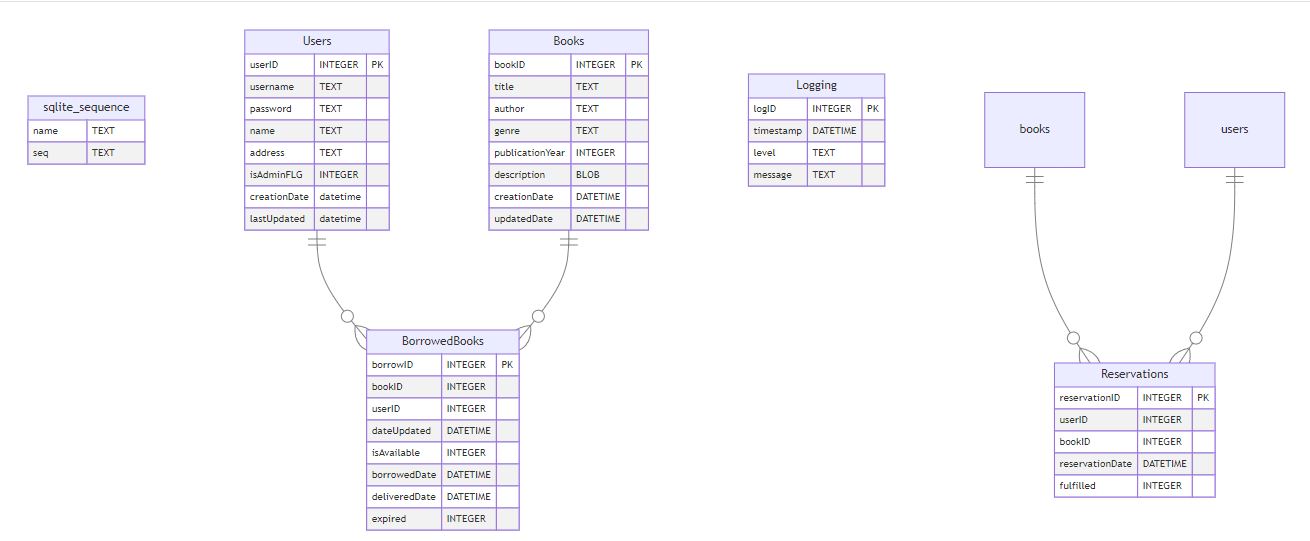 sqlite_sequence
name TEXT
seq TEXT
Users
userID INTEGER PK
username TEXT
password TEXT
name TEXT
address TEXT
isAdminFLG INTEGER
creationDate datetime
lastUpdated datetime
Books
bookID INTEGER PK
title TEXT
author TEXT
genre TEXT
publicationYear INTEGER
description BLOB
creationDate DATETIME
updatedDate DATETIME
Logging
logID INTEGER PK
timestamp DATETIME
level TEXT
message TEXT
books
users
BorrowedBooks
borrowID INTEGER PK
bookID INTEGER
userID INTEGER
dateUpdated DATETIME
isAvailable INTEGER
borrowedDate DATETIME
deliveredDate DATETIME
expired INTEGER
Reservations
reservationID INTEGER PK
userID INTEGER
bookID INTEGER
reservationDate DATETIME
fulfilled INTEGER